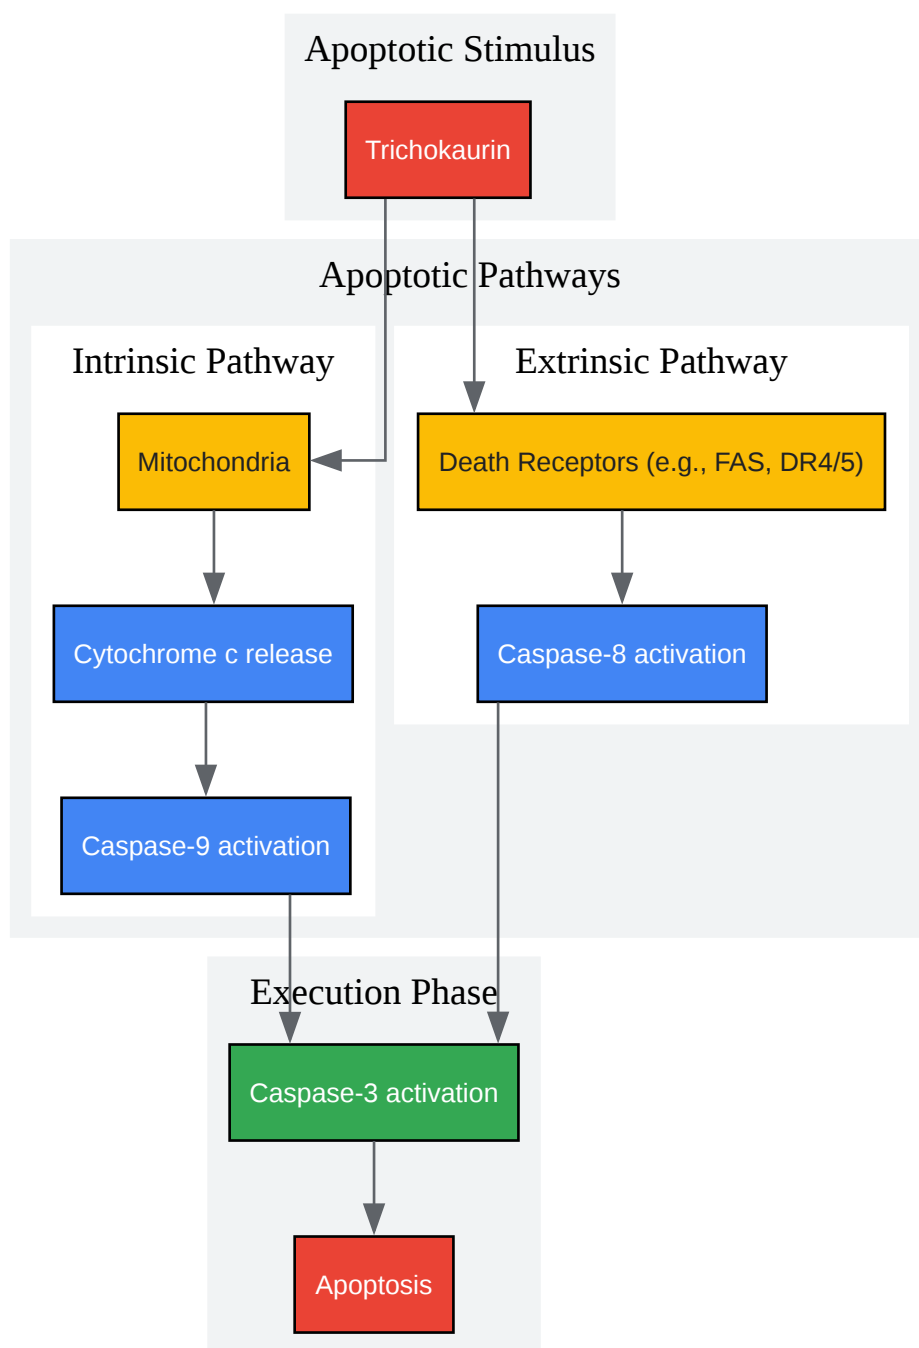 Apoptotic Stimulus
Trichokaurin
Apoptotic Pathways
Intrinsic Pathway
Extrinsic Pathway
Mitochondria
Death Receptors (e.g., FAS, DR4/5)
Cytochrome c release
Caspase-8 activation
Caspase-9 activation
Execution Phase
Caspase-3 activation
Apoptosis